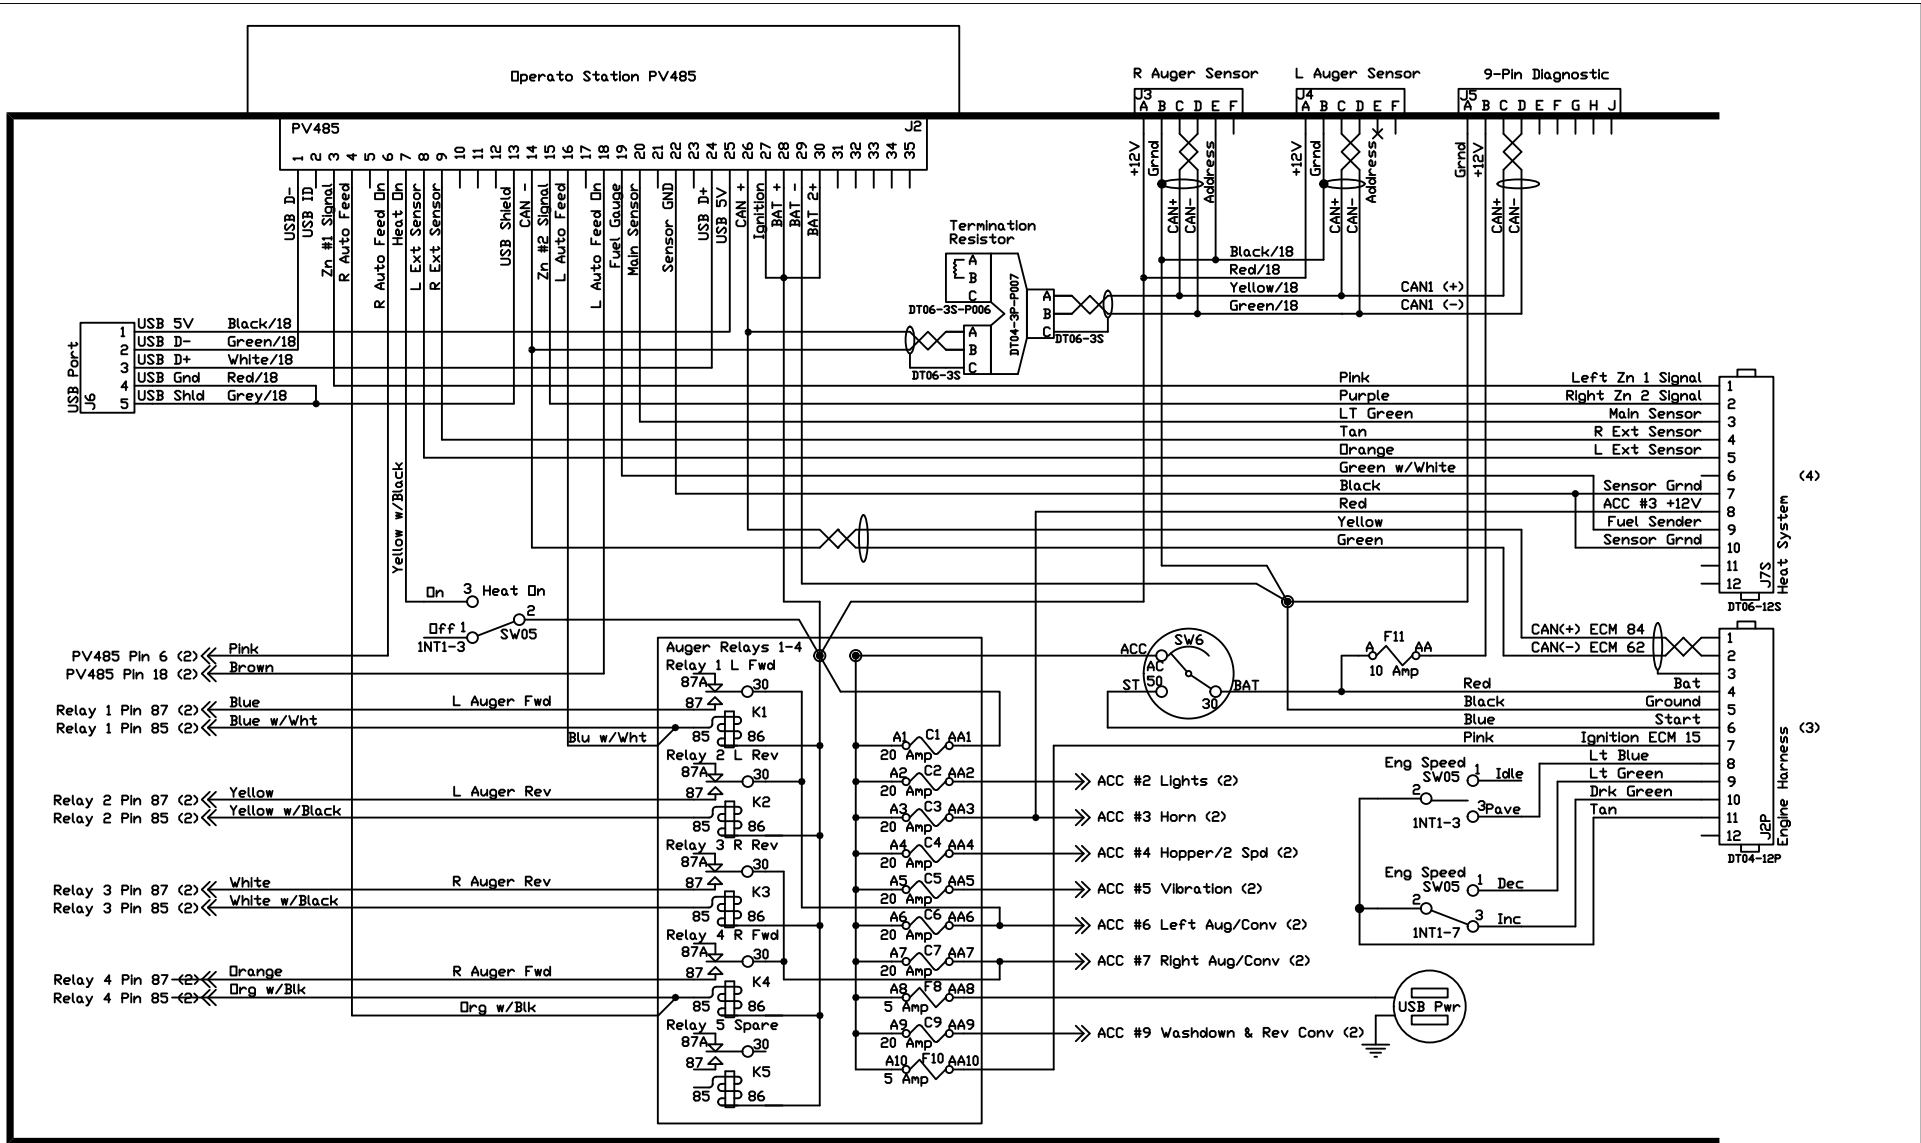 Operato Station PV485
R Auger Sensor
L Auger Sensor
9-Pin Diagnostic
J3
A B C D E F
J4
A B C D E F
J5
A B C D E F G H J
PV485
J2
1 2 3 4 5 6 7 8 9 10 11 12 13 14 15 16 17 18 19 20 21 22 23 24 25 26 27 28 29 30 31 32 33 34 35
USB D-
USB ID
Zn #1 Signal
R Auto Feed
R Auto Feed On
Heat On
L Ext Sensor
R Ext Sensor
USB Shield
CAN -
Zn #2 Signal
L Auto Feed
L Auto Feed On
Fuel Gauge
Main Sensor
Sensor GND
USB D+
USB 5V
CAN +
Ignition
BAT +
BAT -
BAT 2+
+12V
Grnd
CAN+
CAN-
Address
+12V
Grnd
CAN+
CAN-
Address
Grnd
+12V
CAN+
CAN-
Termination
Resistor
A
B
C
DT06-3S-P006
DT04-3P-P007
A
B
C
DT06-3S
A
B
C
DT06-3S
Black/18
Red/18
Yellow/18 CAN1 (+)
Green/18 CAN1 (-)
USB Port
J6
1 USB 5V Black/18
2 USB D- Green/18
3 USB D+ White/18
4 USB Gnd Red/18
5 USB Shld Grey/18
Pink Left Zn 1 Signal 1
Purple Right Zn 2 Signal 2
LT Green Main Sensor 3
Tan R Ext Sensor 4
Orange L Ext Sensor 5
Green w/White 6
Black Sensor Grnd 7
Red ACC #3 +12V 8
Yellow Fuel Sender 9
Green Sensor Grnd 10
11
12
J7S
Heat System
(4)
DT06-12S
Yellow w/Black
On 3 Heat On
2
Off 1
SW05
1NT1-3
PV485 Pin 6 (2) Pink
PV485 Pin 18 (2) Brown
Relay 1 Pin 87 (2) Blue L Auger Fwd
Relay 1 Pin 85 (2) Blue w/Wht
Blu w/Wht
Relay 2 Pin 87 (2) Yellow L Auger Rev
Relay 2 Pin 85 (2) Yellow w/Black
Relay 3 Pin 87 (2) White R Auger Rev
Relay 3 Pin 85 (2) White w/Black
Relay 4 Pin 87 (2) Orange R Auger Fwd
Relay 4 Pin 85 (2) Org w/Blk
Org w/Blk
Auger Relays 1-4
Relay 1 L Fwd
87A
30
87
K1
85 86
Relay 2 L Rev
87A
30
87
K2
85 86
Relay 3 R Rev
87A
30
87
K3
85 86
Relay 4 R Fwd
87A
30
87
K4
85 86
Relay 5 Spare
87A
30
87
K5
85 86
A1 C1 AA1
20 Amp
A2 C2 AA2
20 Amp
A3 C3 AA3
20 Amp
A4 C4 AA4
20 Amp
A5 C5 AA5
20 Amp
A6 C6 AA6
20 Amp
A7 C7 AA7
20 Amp
A8 F8 AA8
5 Amp
A9 C9 AA9
20 Amp
A10 F10 AA10
5 Amp
ACC #2 Lights (2)
ACC #3 Horn (2)
ACC #4 Hopper/2 Spd (2)
ACC #5 Vibration (2)
ACC #6 Left Aug/Conv (2)
ACC #7 Right Aug/Conv (2)
ACC #9 Washdown & Rev Conv (2)
SW6
ACC
AC
ST 50
30
BAT
F11
A AA
10 Amp
USB Pwr
CAN(+) ECM 84 1
CAN(-) ECM 62 2
3
Red Bat 4
Black Ground 5
Blue Start 6
Pink Ignition ECM 15 7
Lt Blue 8
Lt Green 9
Drk Green 10
Tan 11
12
J2P
Engine Harness
(3)
DT04-12P
Eng Speed
SW05 1 Idle
2
3 Pave
1NT1-3
Eng Speed
SW05 1 Dec
2
3 Inc
1NT1-7